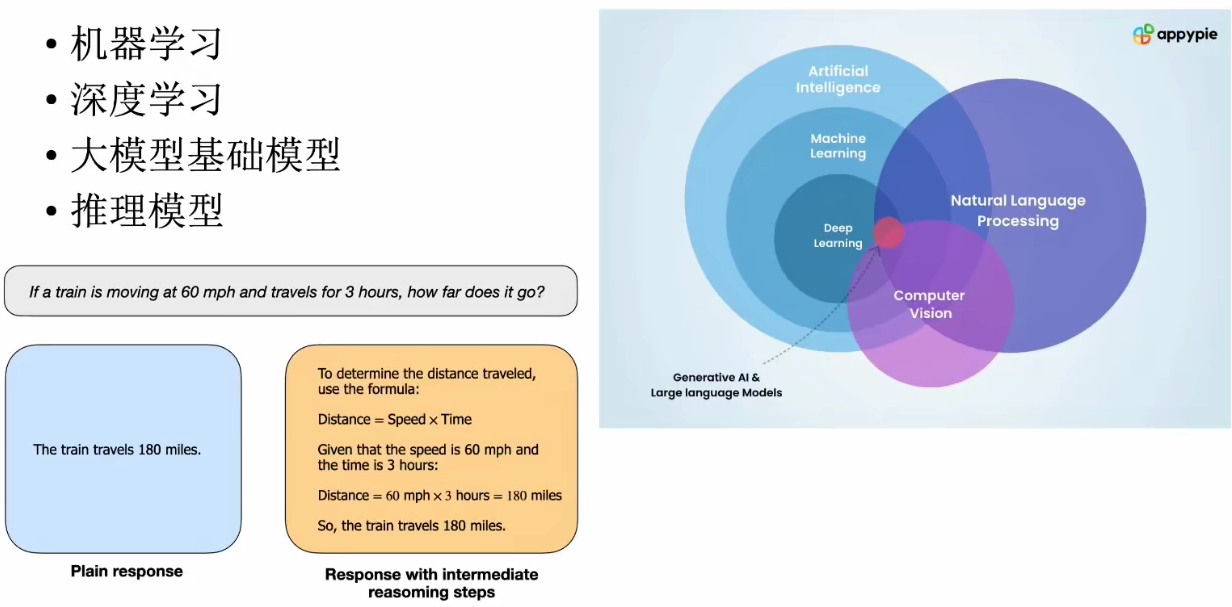 • 机器学习
• 深度学习
• 大模型基础模型
• 推理模型
If a train is moving at 60 mph and travels for 3 hours, how far does it go?
The train travels 180 miles.
Plain response
To determine the distance traveled,
use the formula:
Distance = Speed × Time
Given that the speed is 60 mph and
the time is 3 hours:
Distance = 60 mph × 3 hours = 180 miles
So, the train travels 180 miles.
Response with intermediate
reasoning steps
appypie
Artificial
Intelligence
Machine
Learning
Deep
Learning
Natural Language
Processing
Computer
Vision
Generative AI &
Large language Models